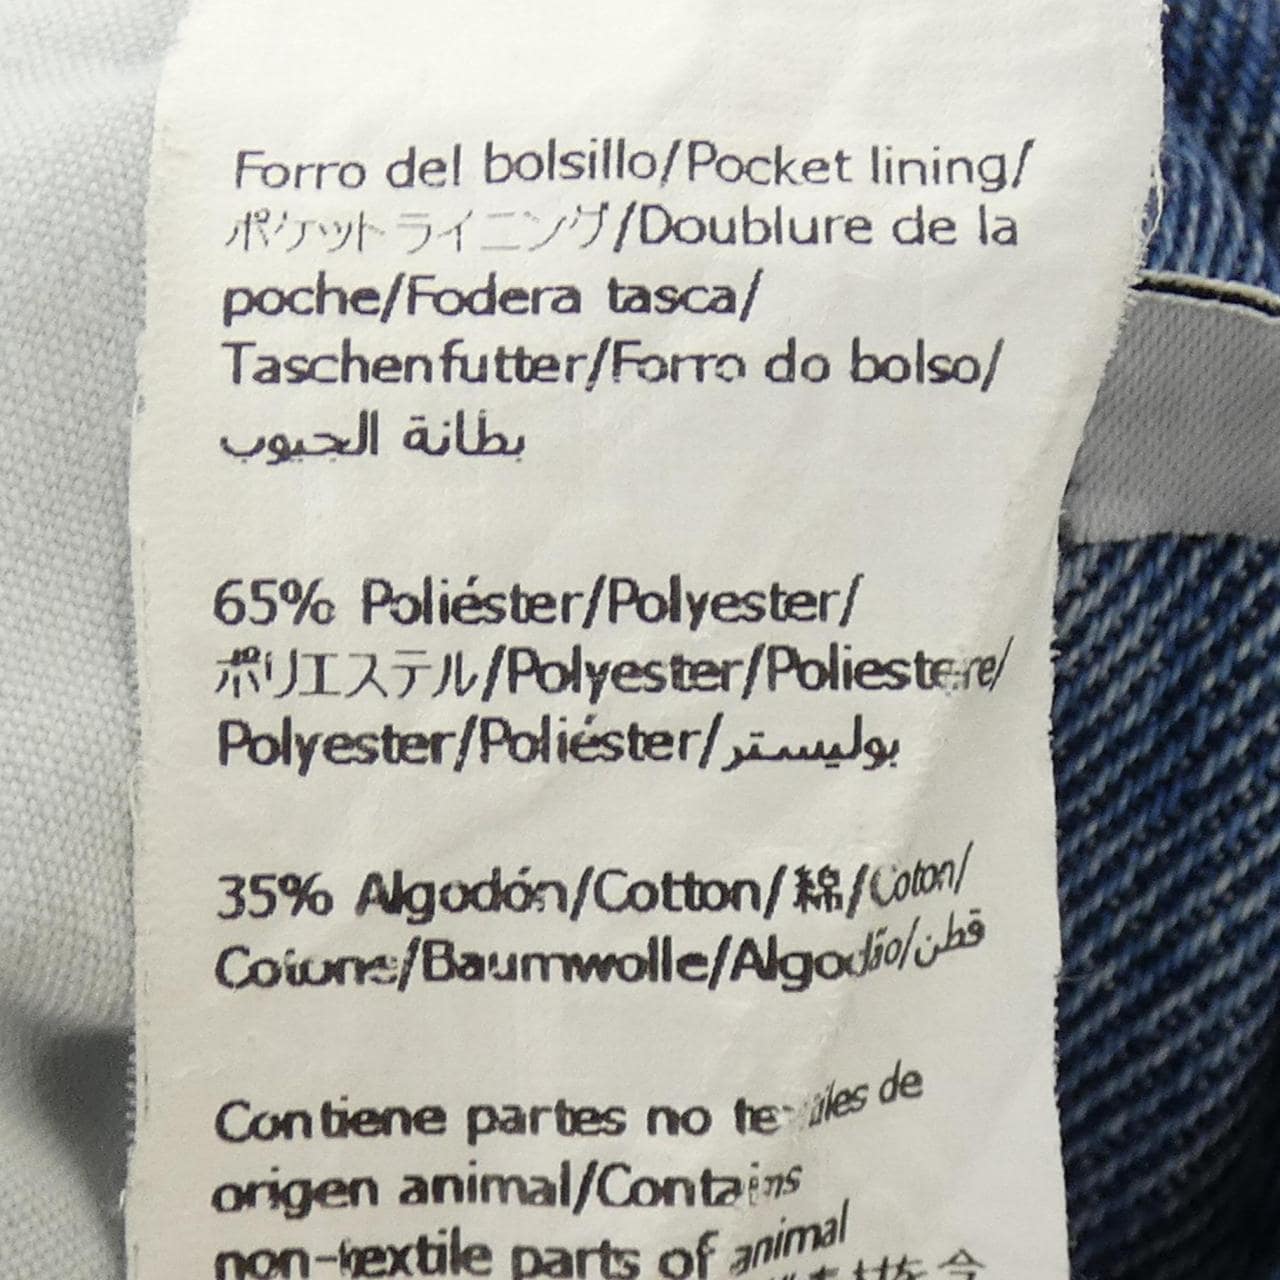 Forro del bolsillo/Pocket lining/
ポケットライニング/Doublure de la
poche/Fodera tasca/
Taschenfutter/Forro do bolso/
بطانة الجيوب
65% Poliéster/Polyester/
ポリエステル/Polyester/Poliestere/
Polyester/Poliéster/بوليستر
35% Algodón/Cotton/綿/Coton/
Cotone/Baumwolle/Algodão/قطن
Contiene partes no textiles de
origen animal/Contains
non-textile parts of animal